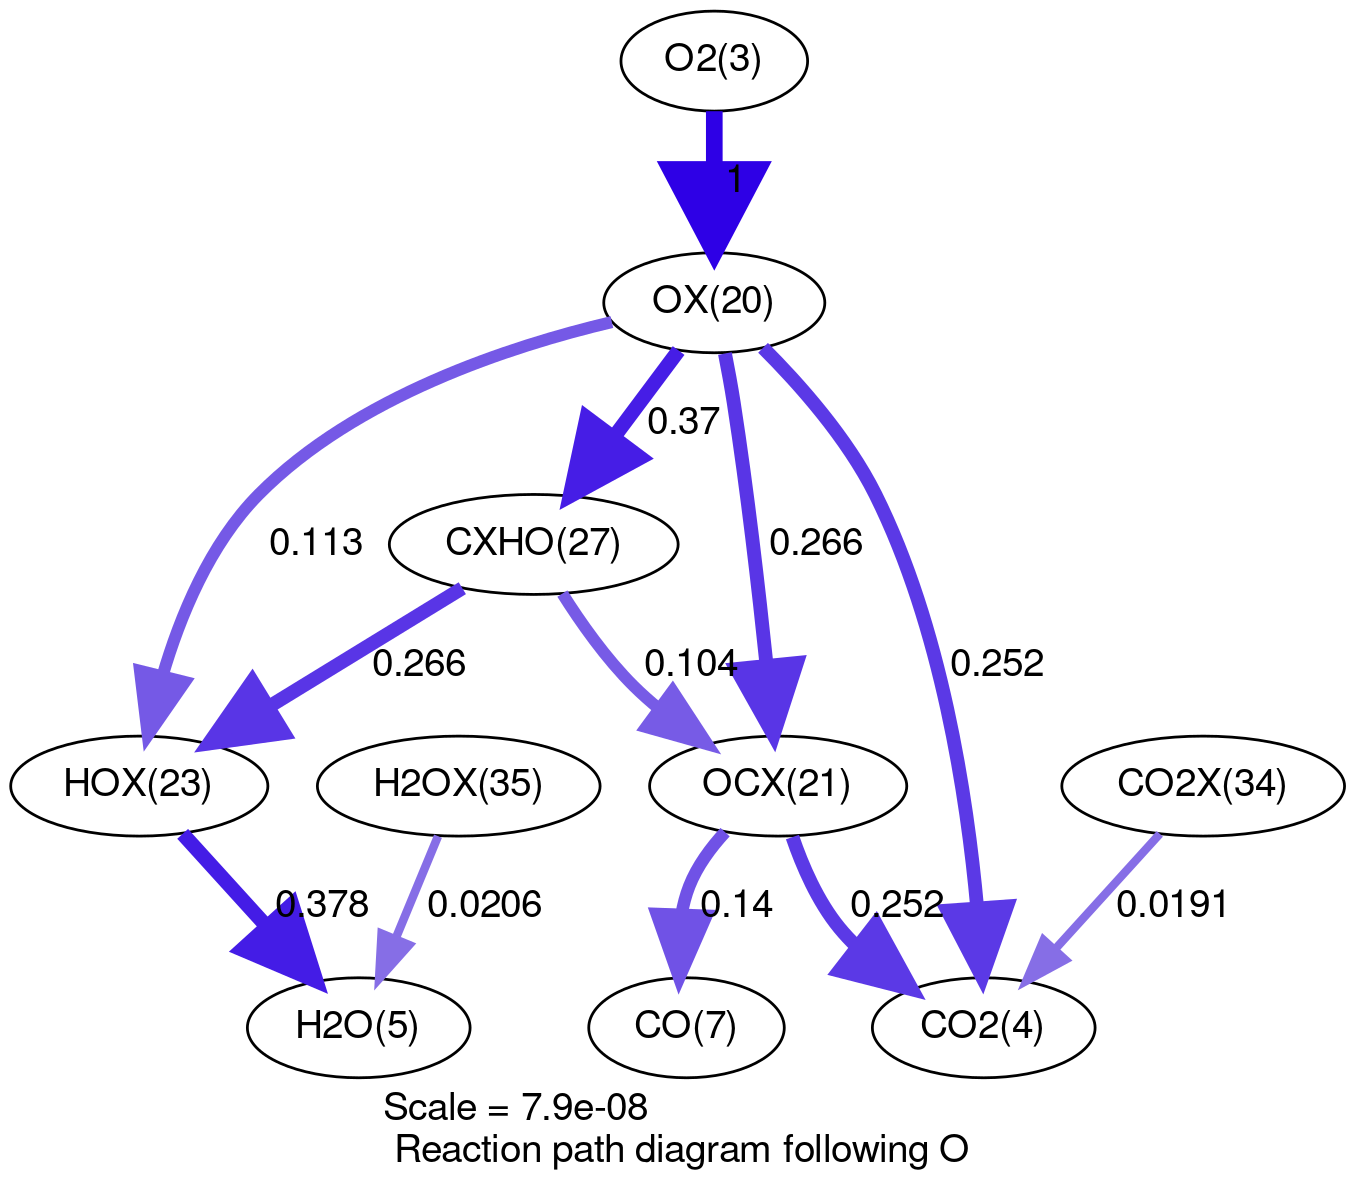 O2(3)
1
OX(20)
0.37
CXHO(27)
0.113
0.266
0.266
0.104
0.252
HOX(23)
H2OX(35)
OCX(21)
CO2X(34)
0.378
0.0206
0.14
0.252
0.0191
H2O(5)
CO(7)
CO2(4)
Scale = 7.9e-08
Reaction path diagram following O